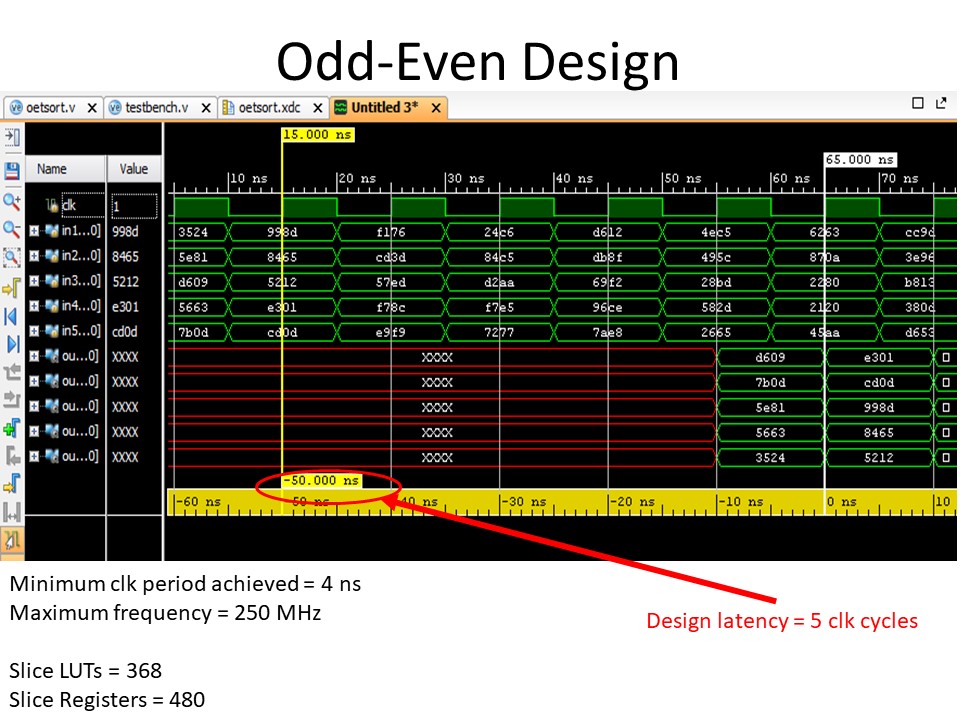 Odd-Even Design
oetsort.v testbench.v oetsort.xdc Untitled 3*
15.000 ns
65.000 ns
Name Value
10 ns 20 ns 30 ns 40 ns 50 ns 60 ns 70 ns
clk 1
in1...0] 998d 3524 998d f176 24c6 d612 4ec5 6263 cc9d
in2...0] 8465 5e81 8465 cd3d 84c5 db8f 495c 870a 3e96
in3...0] 5212 d609 5212 57ed d2aa 69f2 28bd 2280 b813
in4...0] e301 5663 e301 f78c f7e5 96ce 582d 2120 380d
in5...0] cd0d 7b0d cd0d e9f9 7277 7ae8 2665 45aa d653
ou...0] XXXX XXXX d609 e301
ou...0] XXXX XXXX 7b0d cd0d
ou...0] XXXX XXXX 5e81 998d
ou...0] XXXX XXXX 5663 8465
ou...0] XXXX XXXX 3524 5212
-50.000 ns
-60 ns -50 ns -40 ns -30 ns -20 ns -10 ns 0 ns 10
Minimum clk period achieved = 4 ns
Maximum frequency = 250 MHz
Design latency = 5 clk cycles
Slice LUTs = 368
Slice Registers = 480